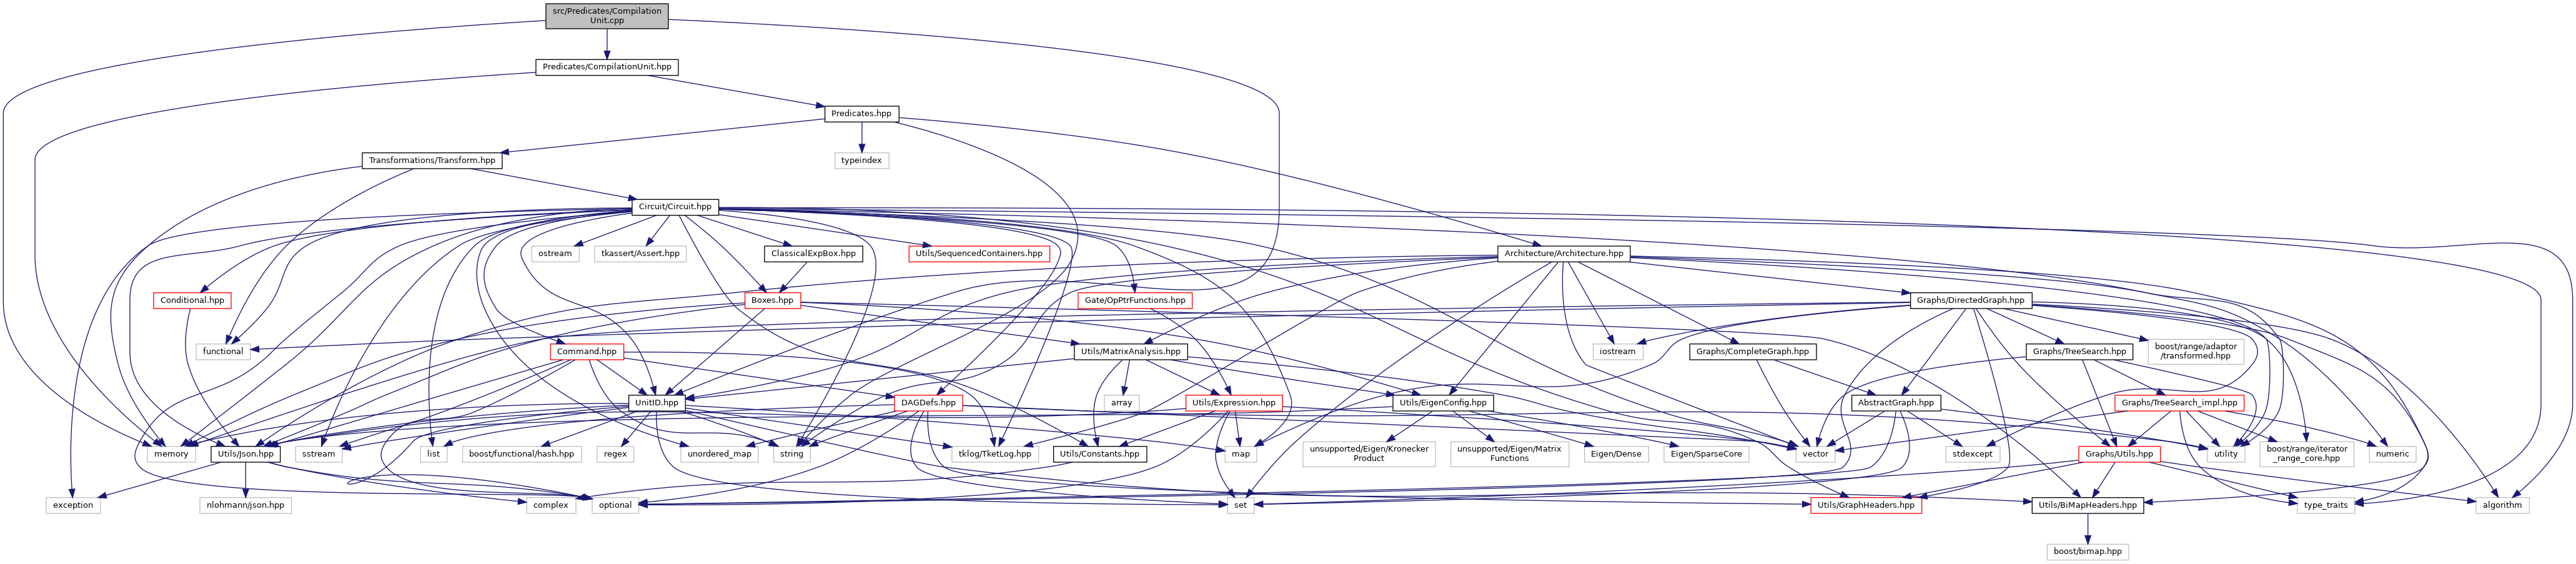 src/Predicates/Compilation
Unit.cpp
Predicates/CompilationUnit.hpp
Predicates.hpp
Transformations/Transform.hpp
typeindex
Circuit/Circuit.hpp
ostream
tkassert/Assert.hpp
ClassicalExpBox.hpp
Utils/SequencedContainers.hpp
Architecture/Architecture.hpp
Conditional.hpp
Boxes.hpp
Gate/OpPtrFunctions.hpp
Graphs/DirectedGraph.hpp
functional
Command.hpp
Utils/MatrixAnalysis.hpp
iostream
Graphs/CompleteGraph.hpp
Graphs/TreeSearch.hpp
boost/range/adaptor
/transformed.hpp
UnitID.hpp
DAGDefs.hpp
array
Utils/Expression.hpp
Utils/EigenConfig.hpp
AbstractGraph.hpp
Graphs/TreeSearch_impl.hpp
memory
Utils/Json.hpp
sstream
list
boost/functional/hash.hpp
regex
unordered_map
string
tklog/TketLog.hpp
Utils/Constants.hpp
map
unsupported/Eigen/Kronecker
Product
unsupported/Eigen/Matrix
Functions
Eigen/Dense
Eigen/SparseCore
vector
stdexcept
Graphs/Utils.hpp
utility
boost/range/iterator
_range_core.hpp
numeric
exception
nlohmann/json.hpp
complex
optional
set
Utils/GraphHeaders.hpp
Utils/BiMapHeaders.hpp
type_traits
algorithm
boost/bimap.hpp